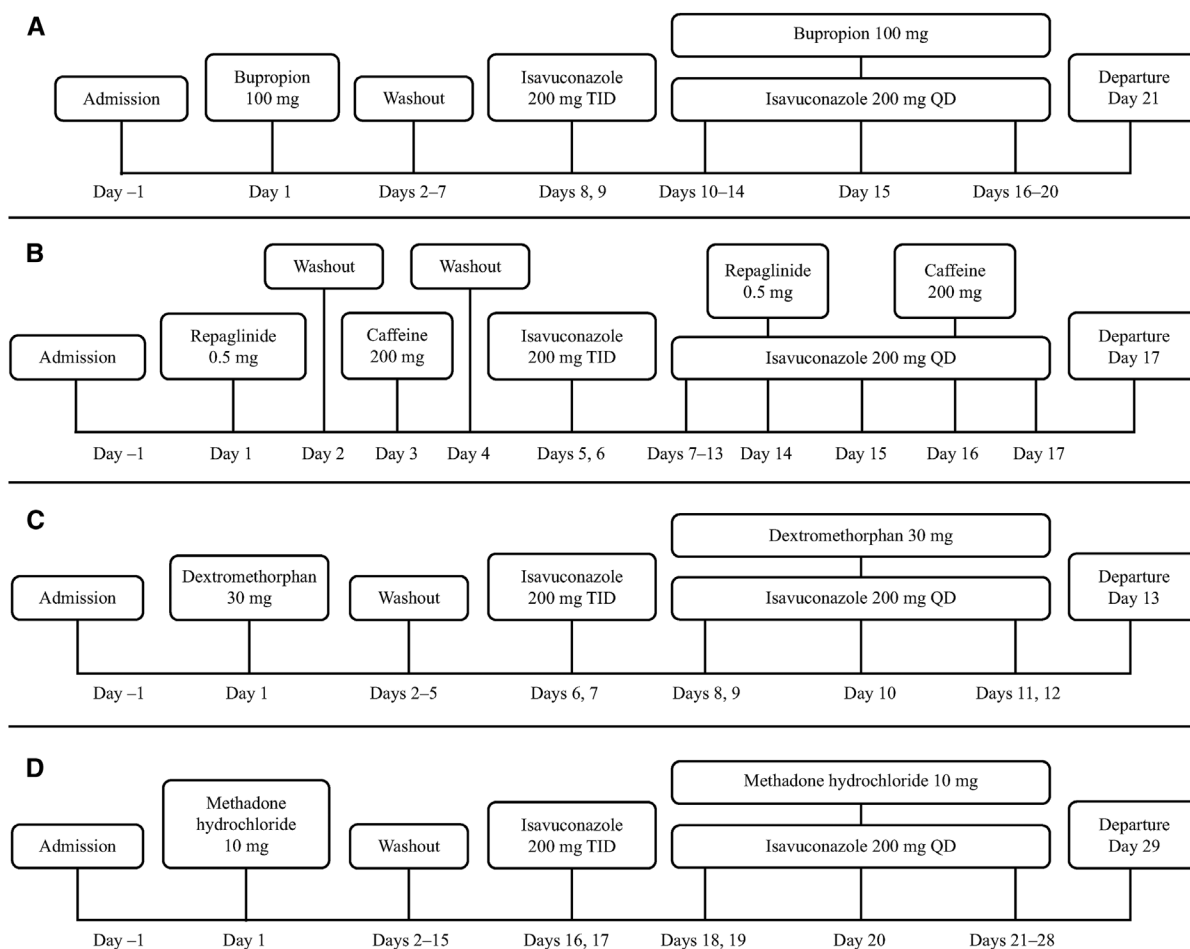 A
Bupropion 100 mg
Admission
Bupropion
100 mg
Washout
Isavuconazole
200 mg TID
Isavuconazole 200 mg QD
Departure
Day 21
Day –1
Day 1
Days 2–7
Days 8, 9
Days 10–14
Day 15
Days 16–20
B
Washout
Washout
Repaglinide
0.5 mg
Caffeine
200 mg
Admission
Repaglinide
0.5 mg
Caffeine
200 mg
Isavuconazole
200 mg TID
Isavuconazole 200 mg QD
Departure
Day 17
Day –1
Day 1
Day 2
Day 3
Day 4
Days 5, 6
Days 7–13
Day 14
Day 15
Day 16
Day 17
C
Dextromethorphan 30 mg
Admission
Dextromethorphan
30 mg
Washout
Isavuconazole
200 mg TID
Isavuconazole 200 mg QD
Departure
Day 13
Day –1
Day 1
Days 2–5
Days 6, 7
Days 8, 9
Day 10
Days 11, 12
D
Methadone hydrochloride 10 mg
Admission
Methadone
hydrochloride
10 mg
Washout
Isavuconazole
200 mg TID
Isavuconazole 200 mg QD
Departure
Day 29
Day –1
Day 1
Days 2–15
Days 16, 17
Days 18, 19
Day 20
Days 21–28